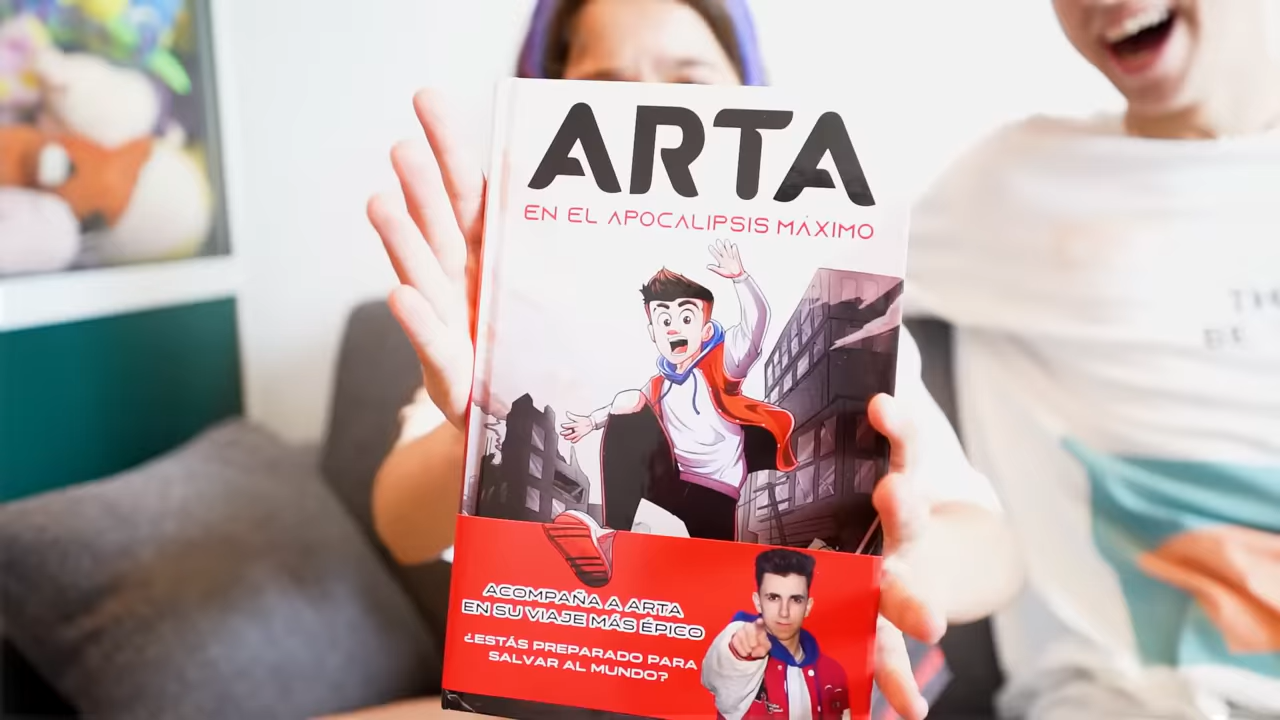 ARTA
EN EL APOCALIPSIS MÁXIMO
ACOMPAÑA A ARTA
EN SU VIAJE MÁS ÉPICO
¿ESTÁS PREPARADO PARA
SALVAR AL MUNDO?